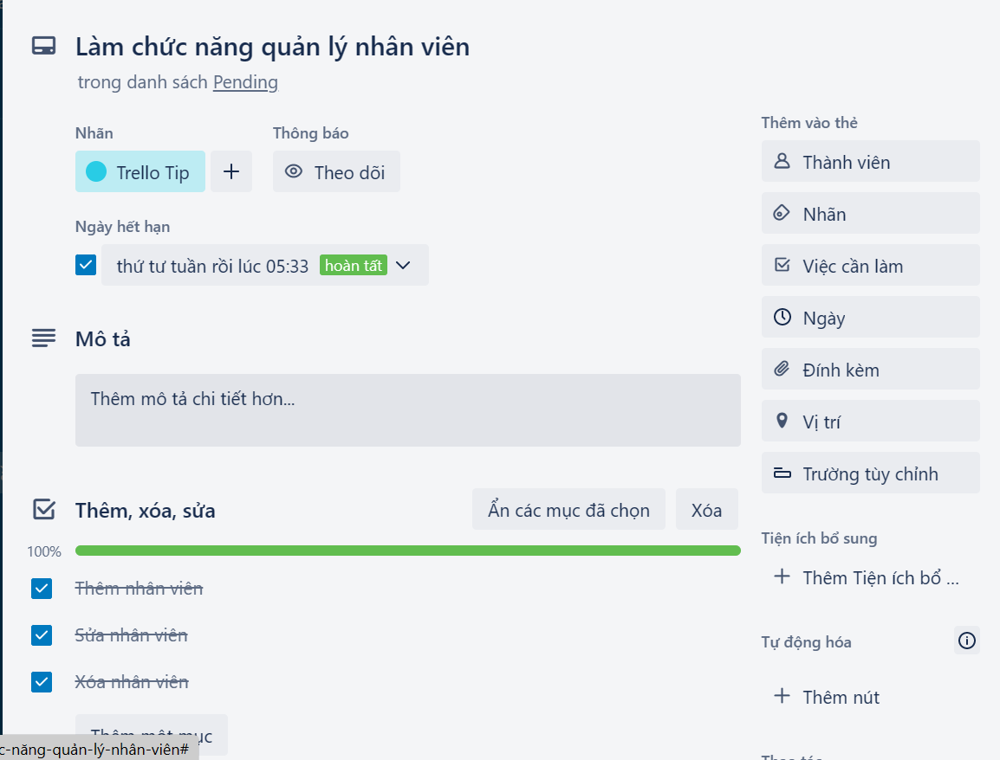 Làm chức năng quản lý nhân viên
trong danh sách Pending
Nhãn
Thông báo
Trello Tip
Theo dõi
Ngày hết hạn
thứ tư tuần rồi lúc 05:33 hoàn tất
Mô tả
Thêm mô tả chi tiết hơn...
Thêm, xóa, sửa
Ẩn các mục đã chọn
Xóa
100%
Thêm nhân viên
Sửa nhân viên
Xóa nhân viên
Thêm một mục
c-năng-quản-lý-nhân-viên#
Thêm vào thẻ
Thành viên
Nhãn
Việc cần làm
Ngày
Đính kèm
Vị trí
Trường tùy chỉnh
Tiện ích bổ sung
Thêm Tiện ích bổ ...
Tự động hóa
Thêm nút
Thao tác